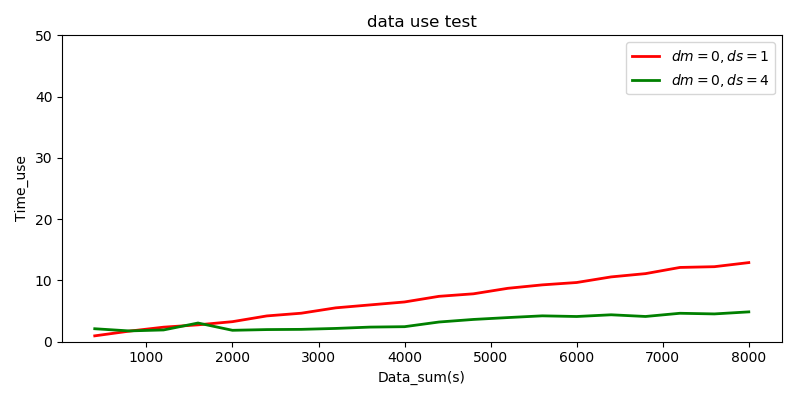 data use test
dm = 0, ds = 1
dm = 0, ds = 4
50
40
30
20
10
0
Time_use
1000 2000 3000 4000 5000 6000 7000 8000
Data_sum(s)